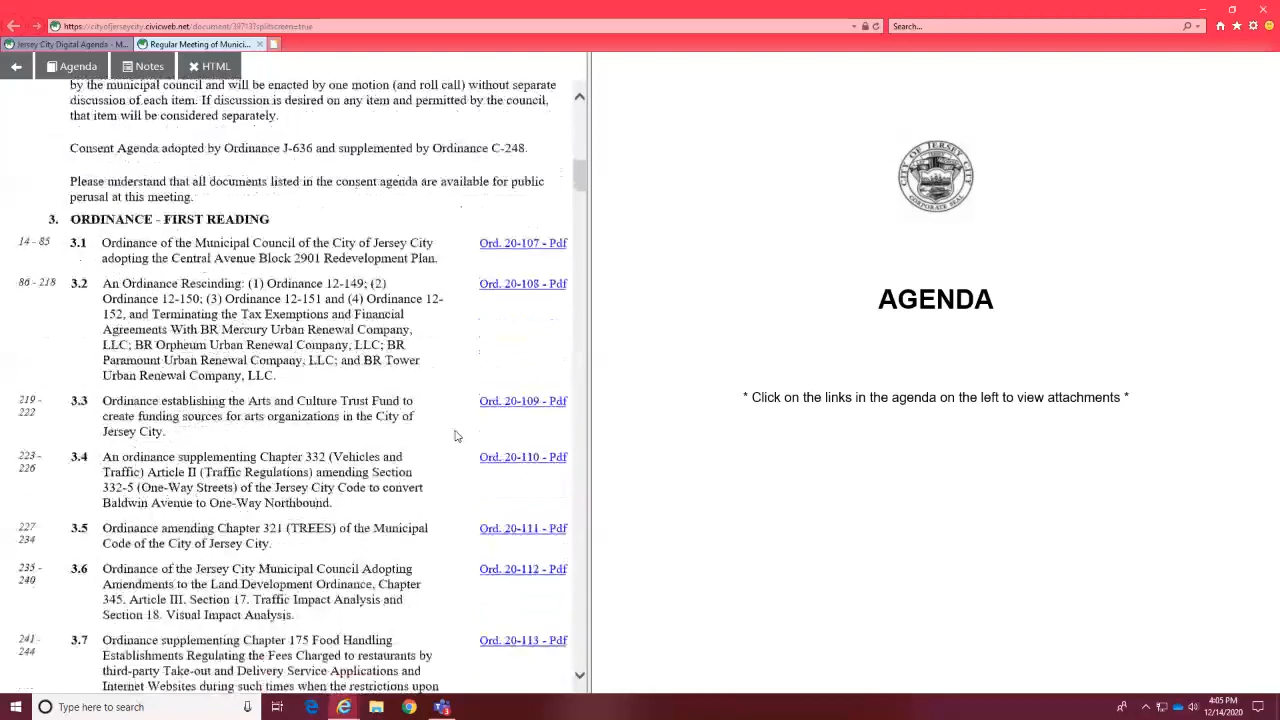 https://cityofjerseycity.civicweb.net/document/39713?splitscreen=true
Search...
Jersey City Digital Agenda - M...
Regular Meeting of Munici...
Agenda
Notes
HTML
by the municipal council and will be enacted by one motion (and roll call) without separate
discussion of each item. If discussion is desired on any item and permitted by the council,
that item will be considered separately.
Consent Agenda adopted by Ordinance J-636 and supplemented by Ordinance C-248.
Please understand that all documents listed in the consent agenda are available for public
perusal at this meeting.
3. ORDINANCE - FIRST READING
14 - 85 3.1 Ordinance of the Municipal Council of the City of Jersey City Ord. 20-107 - Pdf
adopting the Central Avenue Block 2901 Redevelopment Plan.
86 - 218 3.2 An Ordinance Rescinding: (1) Ordinance 12-149; (2) Ord. 20-108 - Pdf
Ordinance 12-150; (3) Ordinance 12-151 and (4) Ordinance 12-
152, and Terminating the Tax Exemptions and Financial
Agreements With BR Mercury Urban Renewal Company,
LLC; BR Orpheum Urban Renewal Company, LLC; BR
Paramount Urban Renewal Company, LLC; and BR Tower
Urban Renewal Company, LLC.
219 - 3.3 Ordinance establishing the Arts and Culture Trust Fund to Ord. 20-109 - Pdf
222 create funding sources for arts organizations in the City of
Jersey City.
223 - 3.4 An ordinance supplementing Chapter 332 (Vehicles and Ord. 20-110 - Pdf
226 Traffic) Article II (Traffic Regulations) amending Section
332-5 (One-Way Streets) of the Jersey City Code to convert
Baldwin Avenue to One-Way Northbound.
227 - 3.5 Ordinance amending Chapter 321 (TREES) of the Municipal Ord. 20-111 - Pdf
234 Code of the City of Jersey City.
235 - 3.6 Ordinance of the Jersey City Municipal Council Adopting Ord. 20-112 - Pdf
240 Amendments to the Land Development Ordinance, Chapter
345, Article III, Section 17. Traffic Impact Analysis and
Section 18. Visual Impact Analysis.
241 - 3.7 Ordinance supplementing Chapter 175 Food Handling Ord. 20-113 - Pdf
244 Establishments Regulating the Fees Charged to restaurants by
third-party Take-out and Delivery Service Applications and
Internet Websites during such times when the restrictions upon
CITY OF JERSEY CITY
CORPORATE SEAL
AGENDA
* Click on the links in the agenda on the left to view attachments *
Type here to search
4:05 PM
12/14/2020